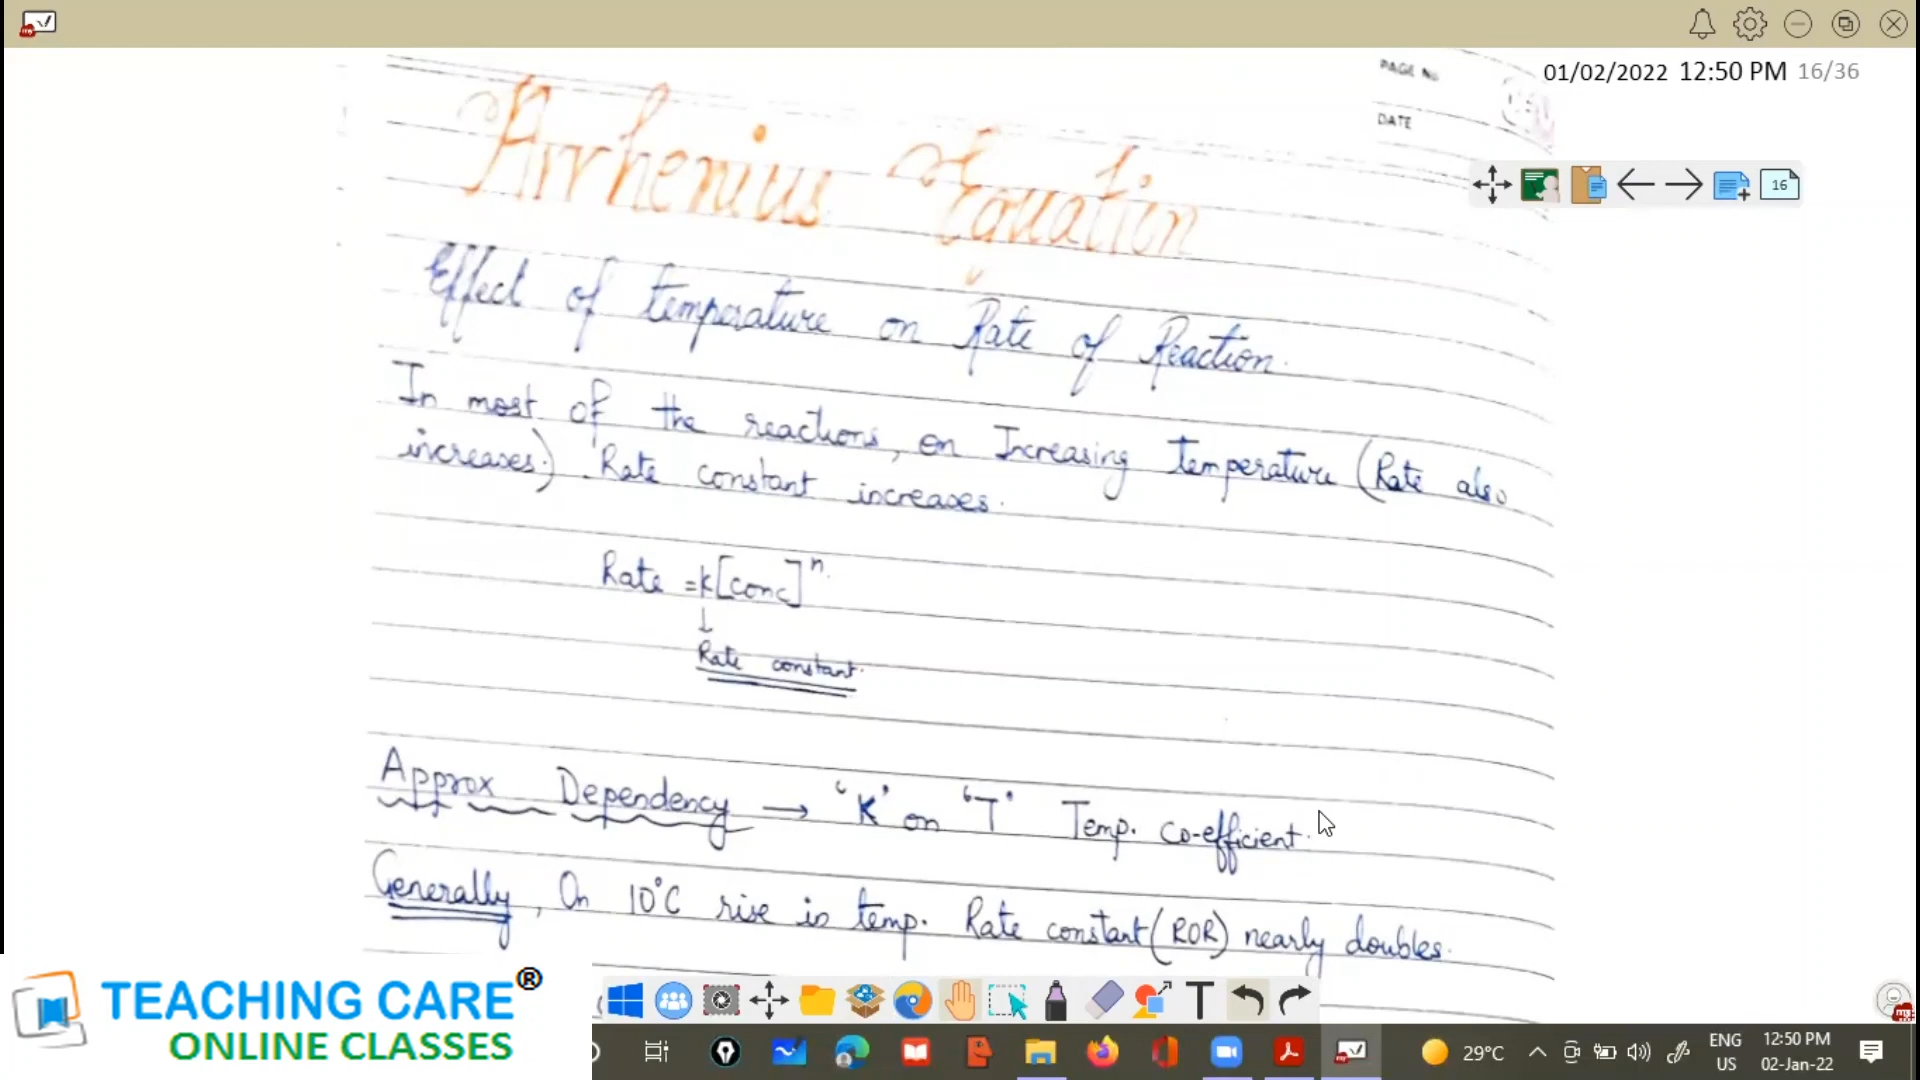 PAGE No
DATE
01/02/2022 12:50 PM 16/36
16
Arrhenius Equation
Effect of temperature on Rate of Reaction.
In most of the reactions, on Increasing temperature (Rate also
increases.) Rate constant increases.
Rate = k[conc]ⁿ
↓
Rate constant.
Approx Dependency → 'K' on 'T' Temp. co-efficient.
Generally, On 10°C rise in temp. Rate constant (ROR) nearly doubles.
TEACHING CARE®
ONLINE CLASSES
T
29°C
ENG
US
12:50 PM
02-Jan-22